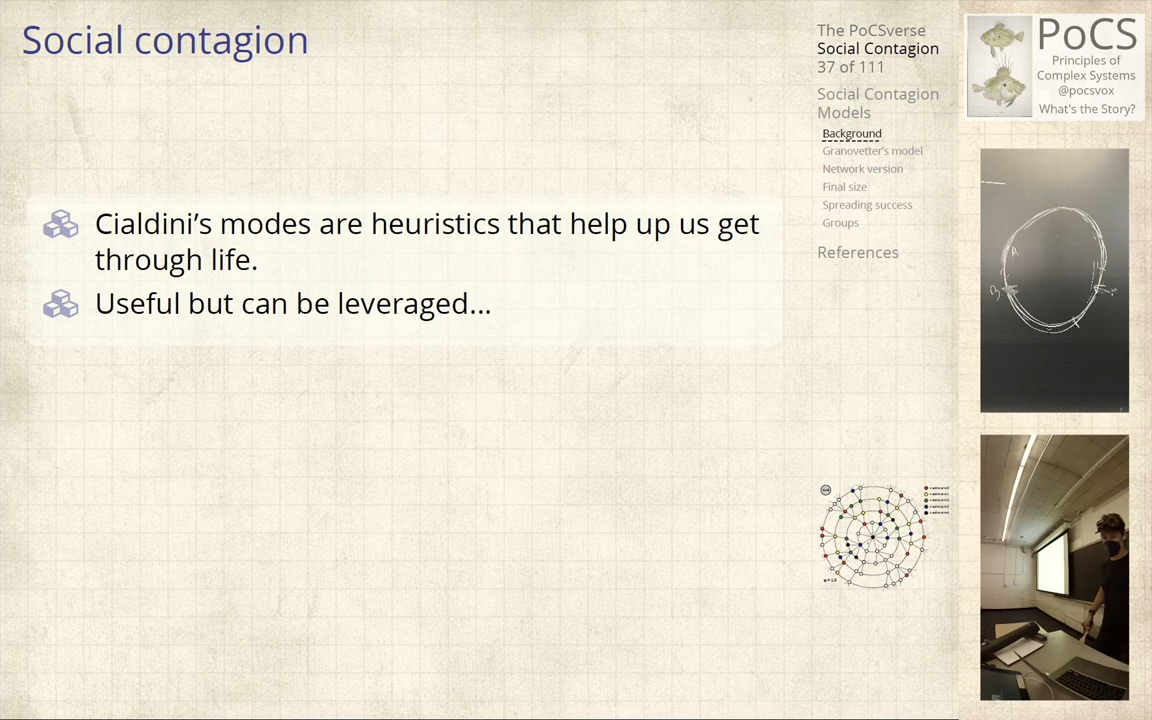 Social contagion
Cialdini’s modes are heuristics that help up us get
through life.
Useful but can be leveraged...
The PoCSverse
Social Contagion
37 of 111
Social Contagion
Models
Background
Granovetter's model
Network version
Final size
Spreading success
Groups
References
PoCS
Principles of
Complex Systems
@pocsvox
What's the Story?